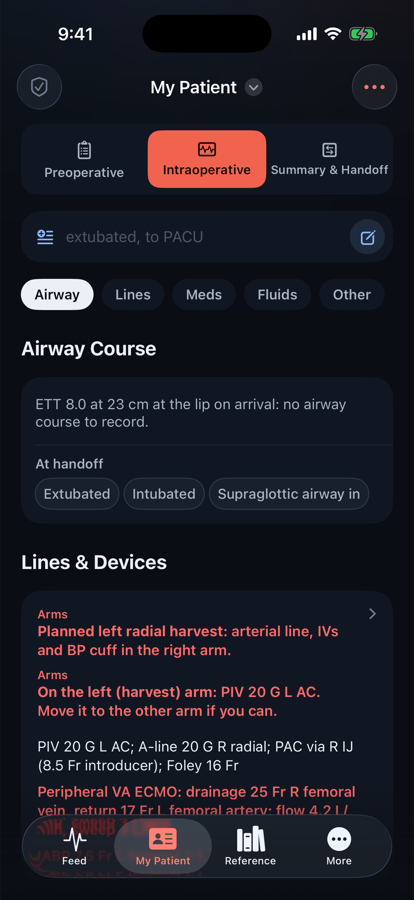 9:41
My Patient
Preoperative
Intraoperative
Summary & Handoff
extubated, to PACU
Airway
Lines
Meds
Fluids
Other
Airway Course
ETT 8.0 at 23 cm at the lip on arrival: no airway
course to record.
At handoff
Extubated
Intubated
Supraglottic airway in
Lines & Devices
Arms
Planned left radial harvest: arterial line, IVs
and BP cuff in the right arm.
Arms
On the left (harvest) arm: PIV 20 G L AC.
Move it to the other arm if you can.
PIV 20 G L AC; A-line 20 G R radial; PAC via R IJ
(8.5 Fr introducer); Foley 16 Fr
Peripheral VA ECMO: drainage 25 Fr R femoral
vein, return 17 Fr L femoral artery; flow 4.2 L/
Feed
My Patient
Reference
More